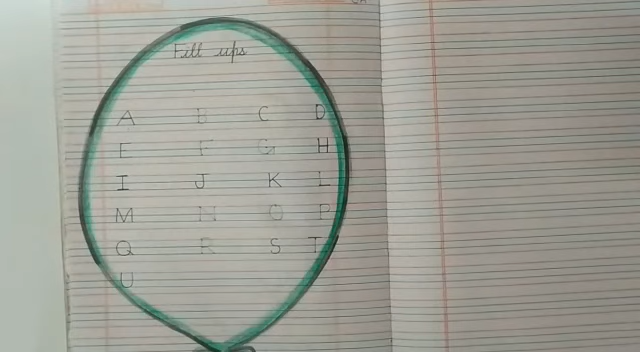 Fill ups
A B C D
E F G H
I J K L
M N O P
Q R S T
U